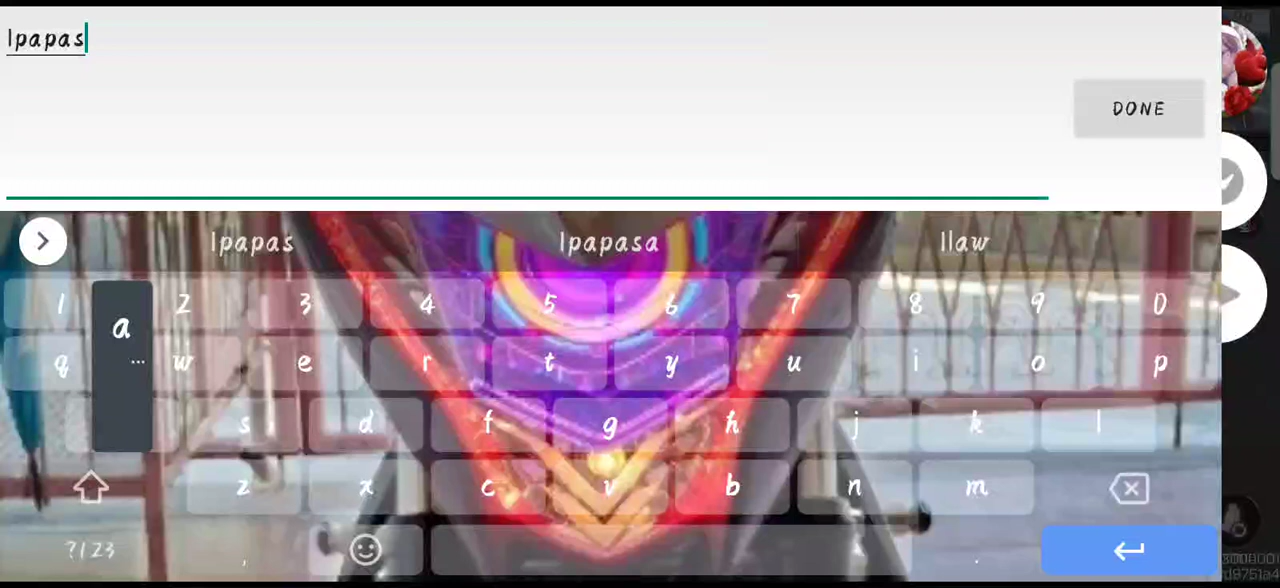 Ipapas
DONE
Ipapas Ipapasa Ilaw
1 2 3 4 5 6 7 8 9 0
a
...
q w e r t y u i o p
s d f g h j k l
z x c v b n m
?123 , .